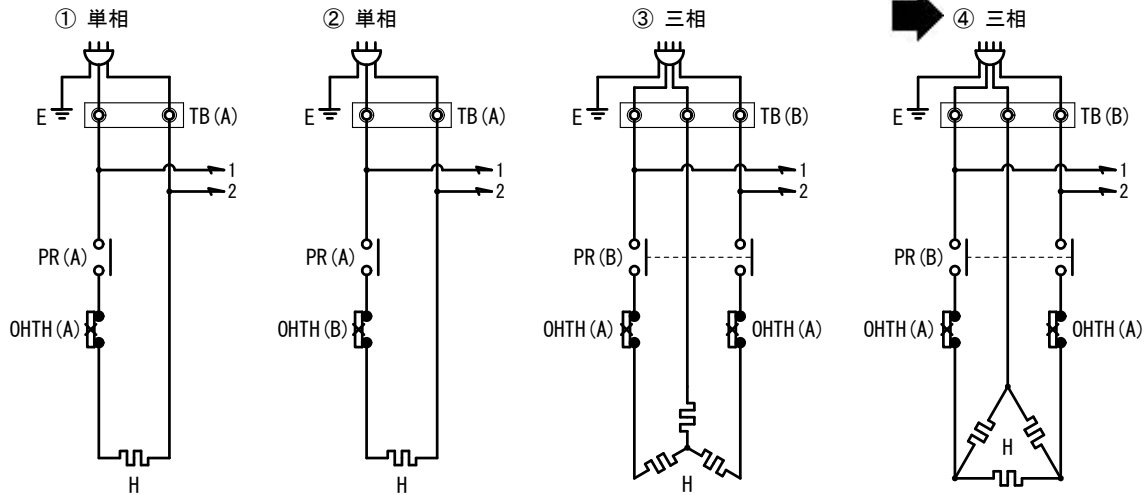 ① 単相
E
TB(A)
1
2
PR(A)
OHTH(A)
H
② 単相
E
TB(A)
1
2
PR(A)
OHTH(B)
H
③ 三相
E
TB(B)
1
2
PR(B)
OHTH(A)
OHTH(A)
H
④ 三相
E
TB(B)
1
2
PR(B)
OHTH(A)
OHTH(A)
H